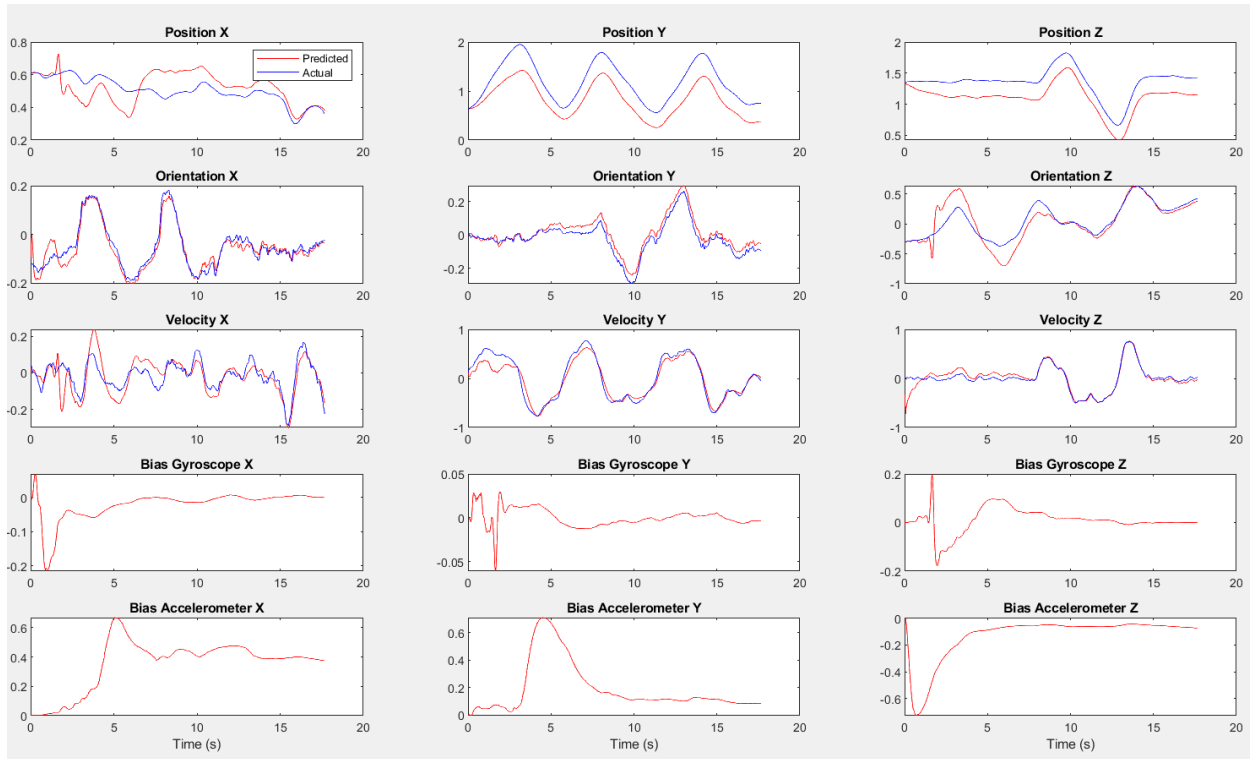 Position X
Position Y
Position Z
0.8
0.6
0.4
0.2
Predicted
Actual
0 5 10 15 20
2
1
0
0 5 10 15 20
1.5
1
0.5
0 5 10 15 20
Orientation X
Orientation Y
Orientation Z
0.2
0
-0.2
0 5 10 15 20
0.2
0
-0.2
0 5 10 15 20
0.5
0
-0.5
-1
0 5 10 15 20
Velocity X
Velocity Y
Velocity Z
0.2
0
-0.2
0 5 10 15 20
1
0
-1
0 5 10 15 20
1
0
-1
0 5 10 15 20
Bias Gyroscope X
Bias Gyroscope Y
Bias Gyroscope Z
0
-0.1
-0.2
0 5 10 15 20
0.05
0
-0.05
0 5 10 15 20
0.2
0
-0.2
0 5 10 15 20
Bias Accelerometer X
Bias Accelerometer Y
Bias Accelerometer Z
0.6
0.4
0.2
0
0 5 10 15 20
Time (s)
0.6
0.4
0.2
0
0 5 10 15 20
Time (s)
0
-0.2
-0.4
-0.6
0 5 10 15 20
Time (s)